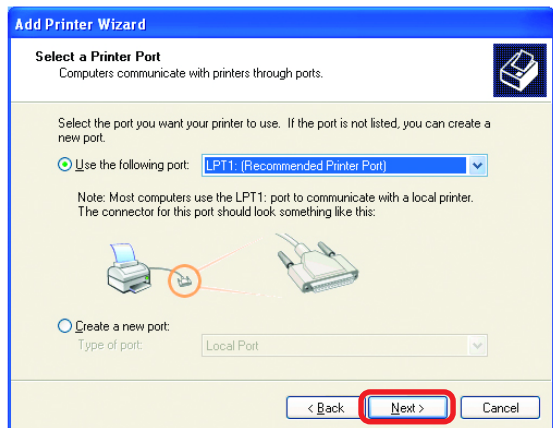 Add Printer Wizard
Select a Printer Port
Computers communicate with printers through ports.
Select the port you want your printer to use. If the port is not listed, you can create a
new port.
Use the following port: LPT1: (Recommended Printer Port)
Note: Most computers use the LPT1: port to communicate with a local printer.
The connector for this port should look something like this:
Create a new port:
Type of port: Local Port
< Back Next > Cancel